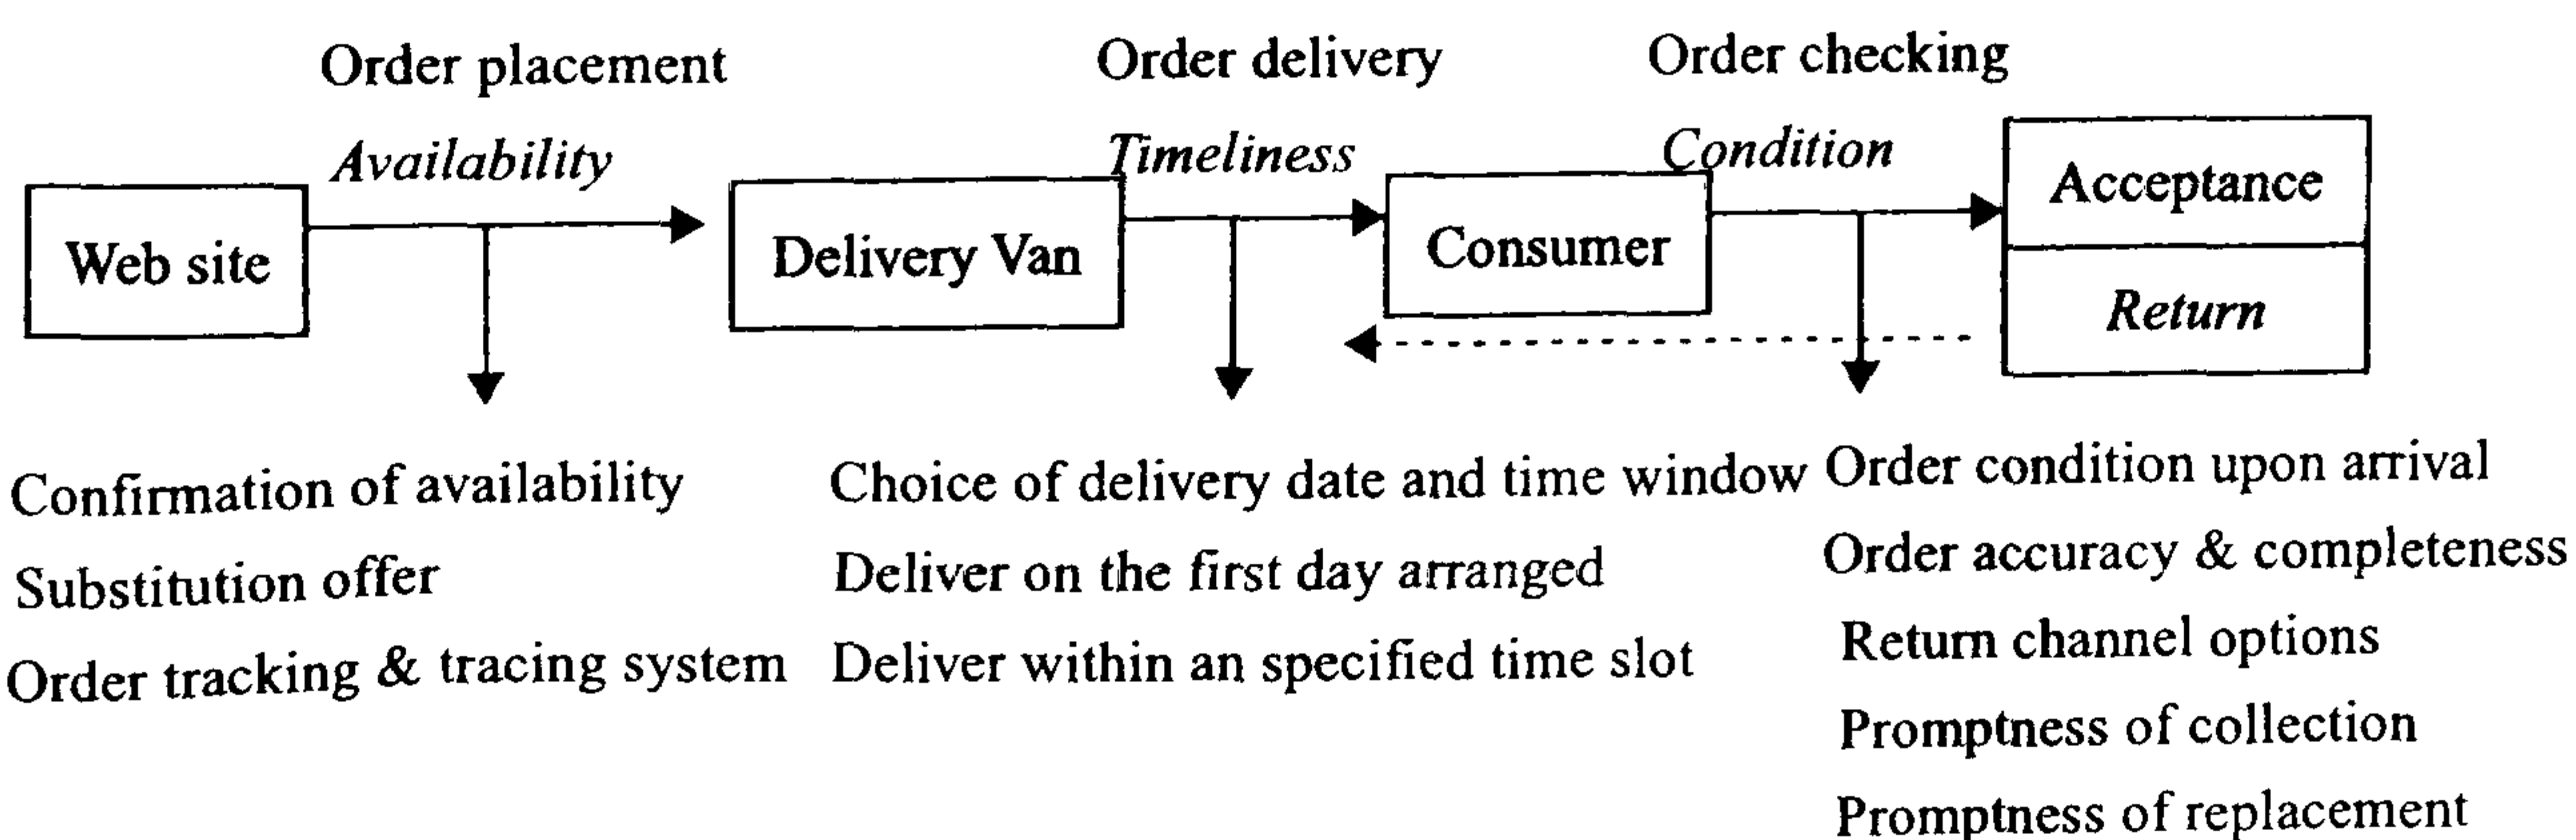 Order placement
Order delivery
Order checking
Availability
Timeliness
Condition
Web site
Delivery Van
Consumer
Acceptance
Return
Confirmation of availability
Substitution offer
Order tracking & tracing system
Choice of delivery date and time window
Deliver on the first day arranged
Deliver within an specified time slot
Order condition upon arrival
Order accuracy & completeness
Return channel options
Promptness of collection
Promptness of replacement